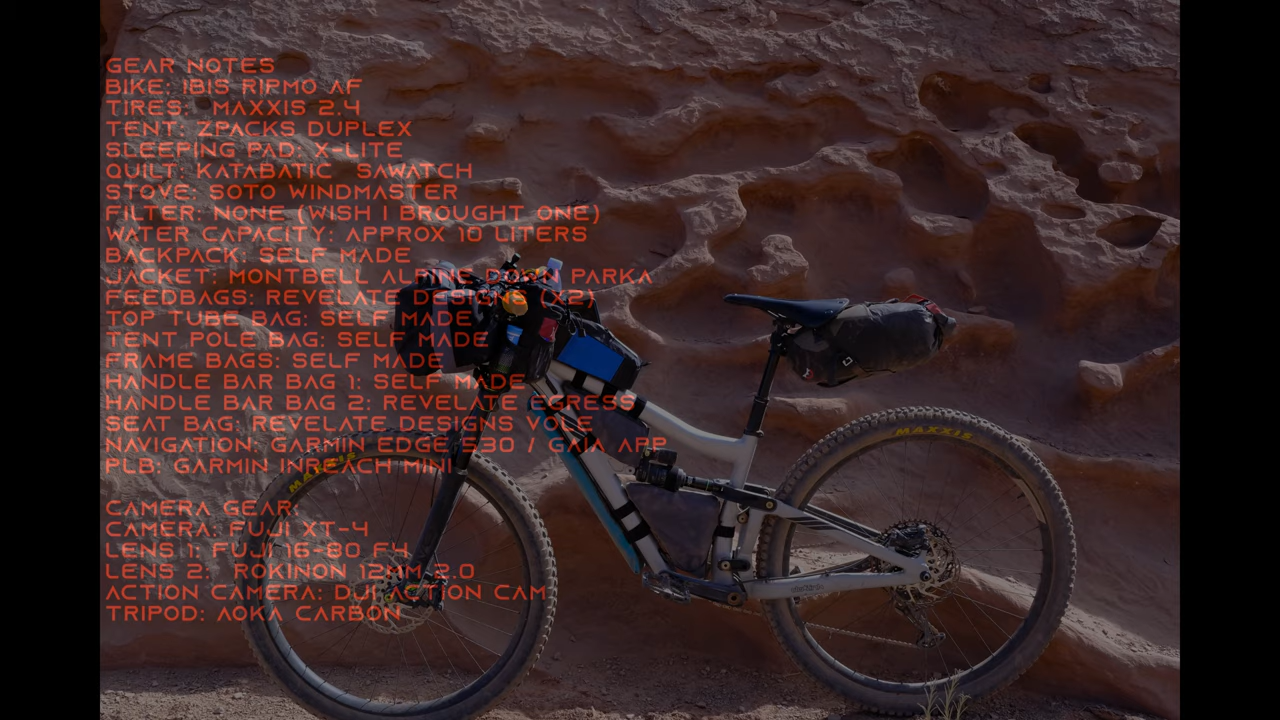 GEAR NOTES
BIKE: IBIS RIPMO AF
TIRES:  MAXXIS 2.4
TENT: ZPACKS DUPLEX
SLEEPING PAD: X-LITE
QUILT: KATABATIC  SAWATCH
STOVE: SOTO WINDMASTER
FILTER: NONE (WISH I BROUGHT ONE)
WATER CAPACITY: APPROX 10 LITERS
BACKPACK: SELF MADE
JACKET: MONTBELL ALPINE DOWN PARKA
FEEDBAGS: REVELATE DESIGNS (X2)
TOP TUBE BAG: SELF MADE
TENT POLE BAG: SELF MADE
FRAME BAGS: SELF MADE
HANDLE BAR BAG 1: SELF MADE
HANDLE BAR BAG 2: REVELATE EGRESS
SEAT BAG: REVELATE DESIGNS VOLE
NAVIGATION: GARMIN EDGE 530 / GAIA APP
PLB: GARMIN INREACH MINI
CAMERA GEAR:
CAMERA: FUJI XT-4
LENS 1: FUJI 16-80 F4
LENS 2:  ROKINON 12MM 2.0
ACTION CAMERA: DJI ACTION CAM
TRIPOD: AOKA CARBON
MAXXIS
MAXXIS